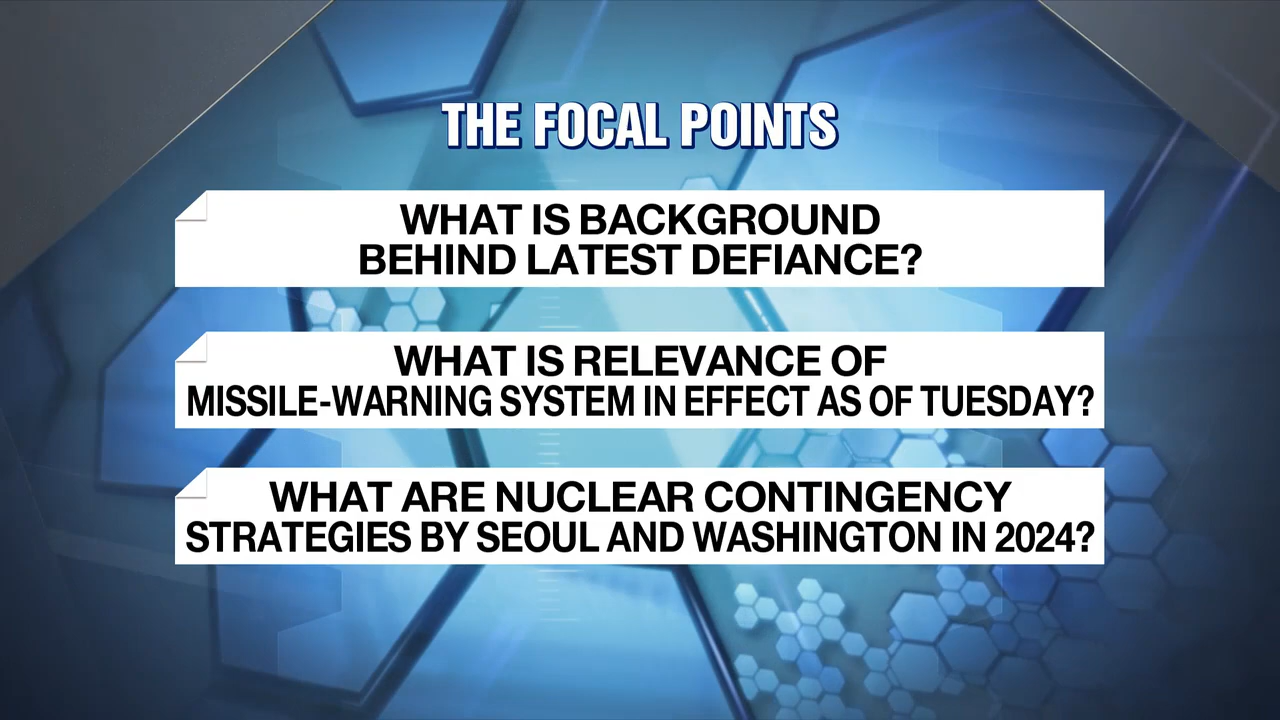 THE FOCAL POINTS
WHAT IS BACKGROUND
BEHIND LATEST DEFIANCE?
WHAT IS RELEVANCE OF
MISSILE-WARNING SYSTEM IN EFFECT AS OF TUESDAY?
WHAT ARE NUCLEAR CONTINGENCY
STRATEGIES BY SEOUL AND WASHINGTON IN 2024?